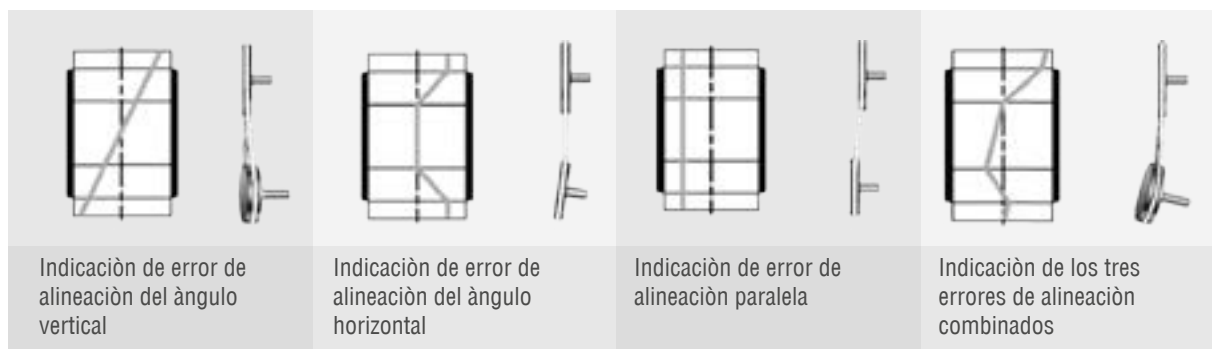 Indicaciòn de error de
alineaciòn del àngulo
vertical
Indicaciòn de error de
alineaciòn del àngulo
horizontal
Indicaciòn de error de
alineaciòn paralela
Indicaciòn de los tres
errores de alineaciòn
combinados